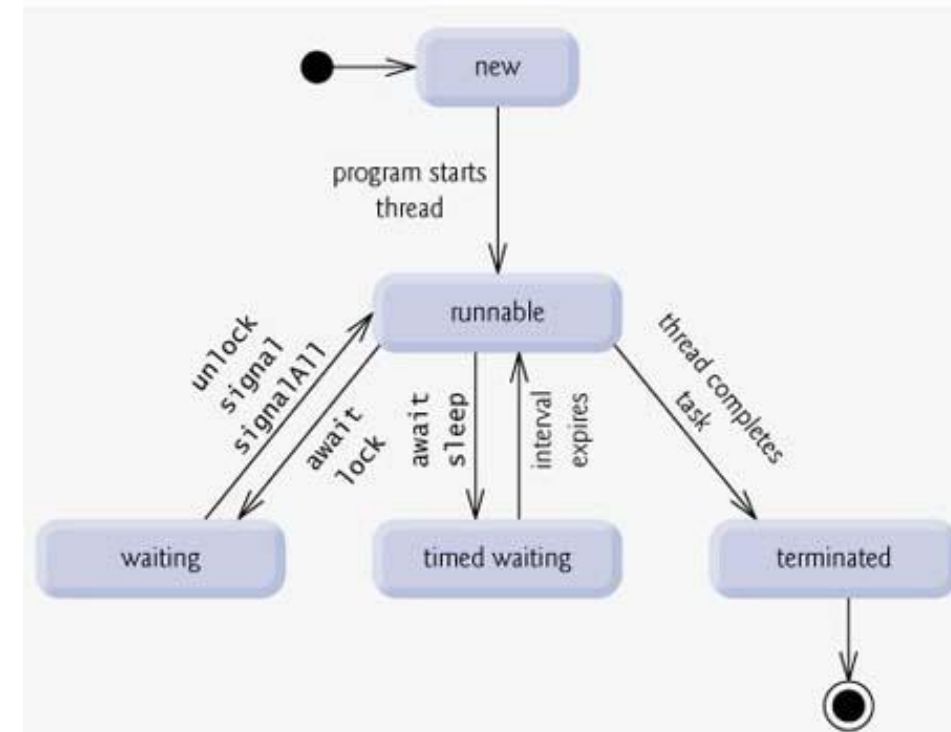 new
program starts
thread
runnable
unlock
signal
signalAll
await
lock
await
sleep
interval
expires
thread completes
task
waiting
timed waiting
terminated